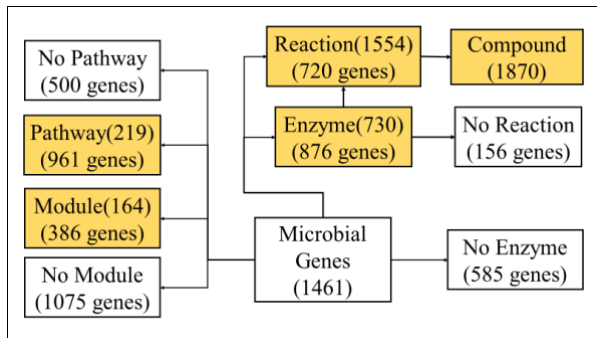 No Pathway
(500 genes)
Pathway(219)
(961 genes)
Module(164)
(386 genes)
No Module
(1075 genes)
Reaction(1554)
(720 genes)
Compound
(1870)
Enzyme(730)
(876 genes)
No Reaction
(156 genes)
Microbial
Genes
(1461)
No Enzyme
(585 genes)